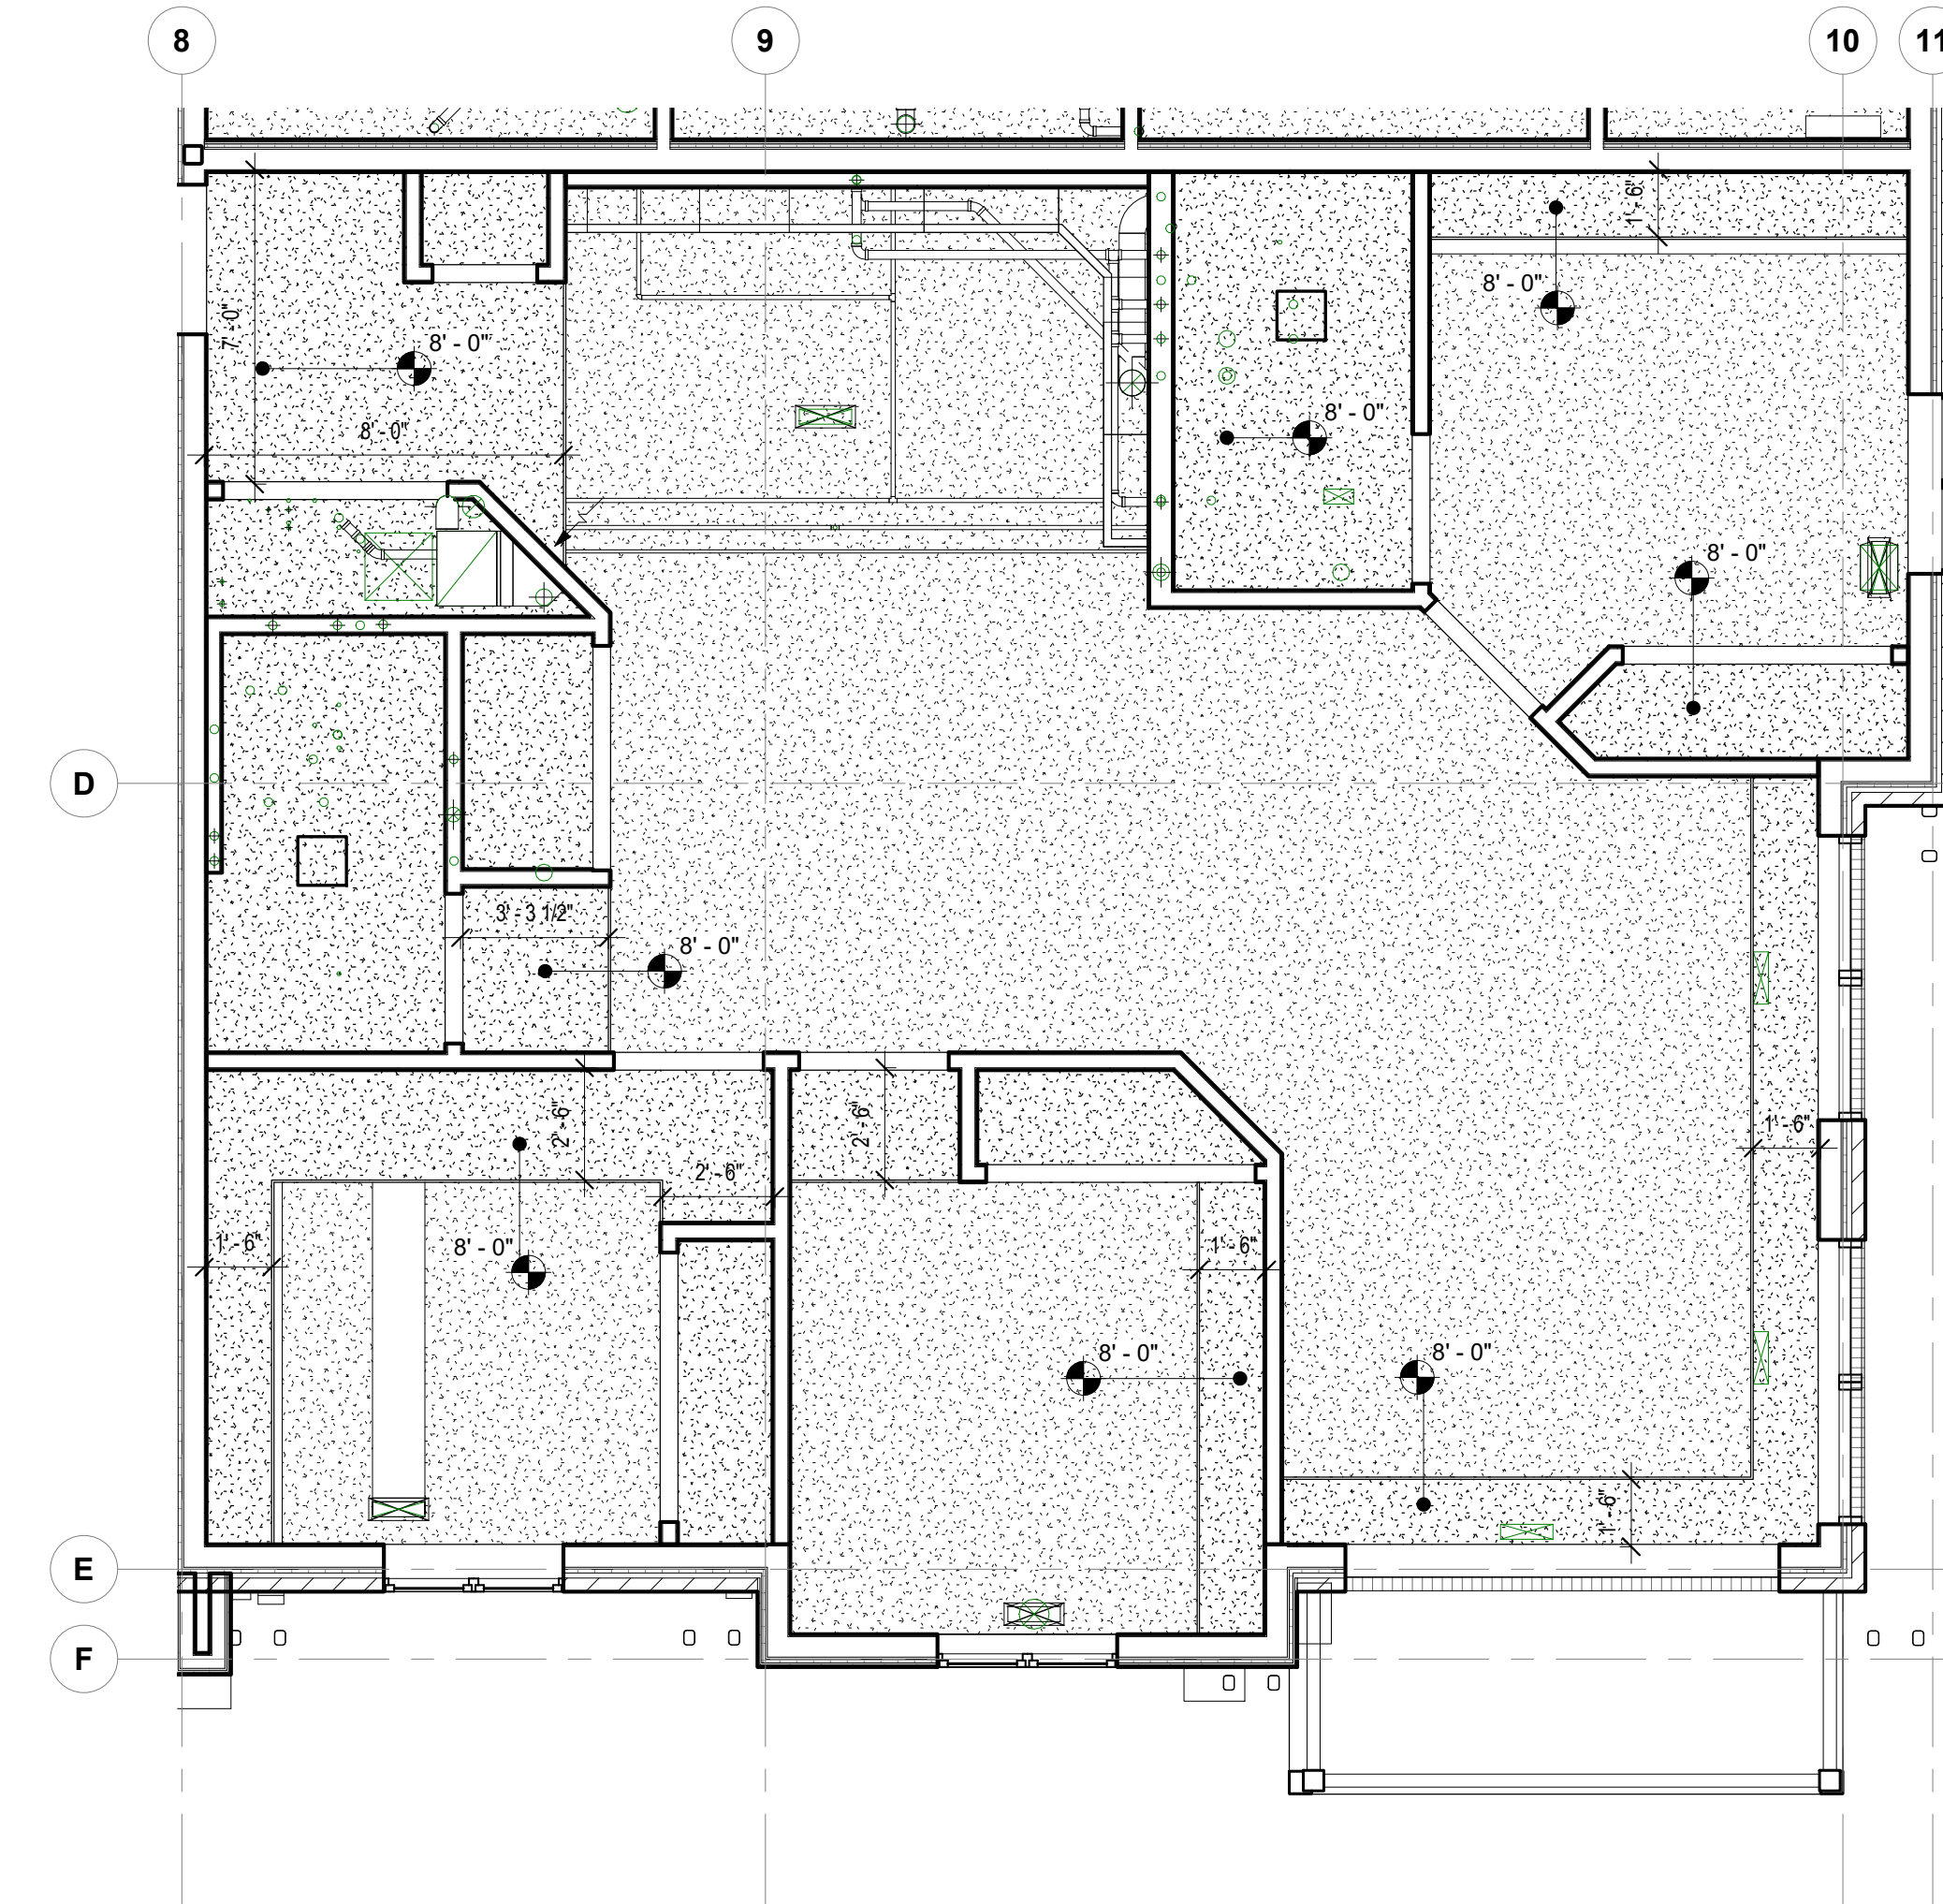 8
9
10
11
1' - 6"
8' - 0"
7' - 0"
8' - 0"
8' - 0"
8' - 0"
8' - 0"
D
3' - 3 1/2"
8' - 0"
2' - 6"
2' - 6"
1' - 6"
2' - 6"
1' - 6"
8' - 0"
1' - 6"
8' - 0"
8' - 0"
1' - 6"
E
F